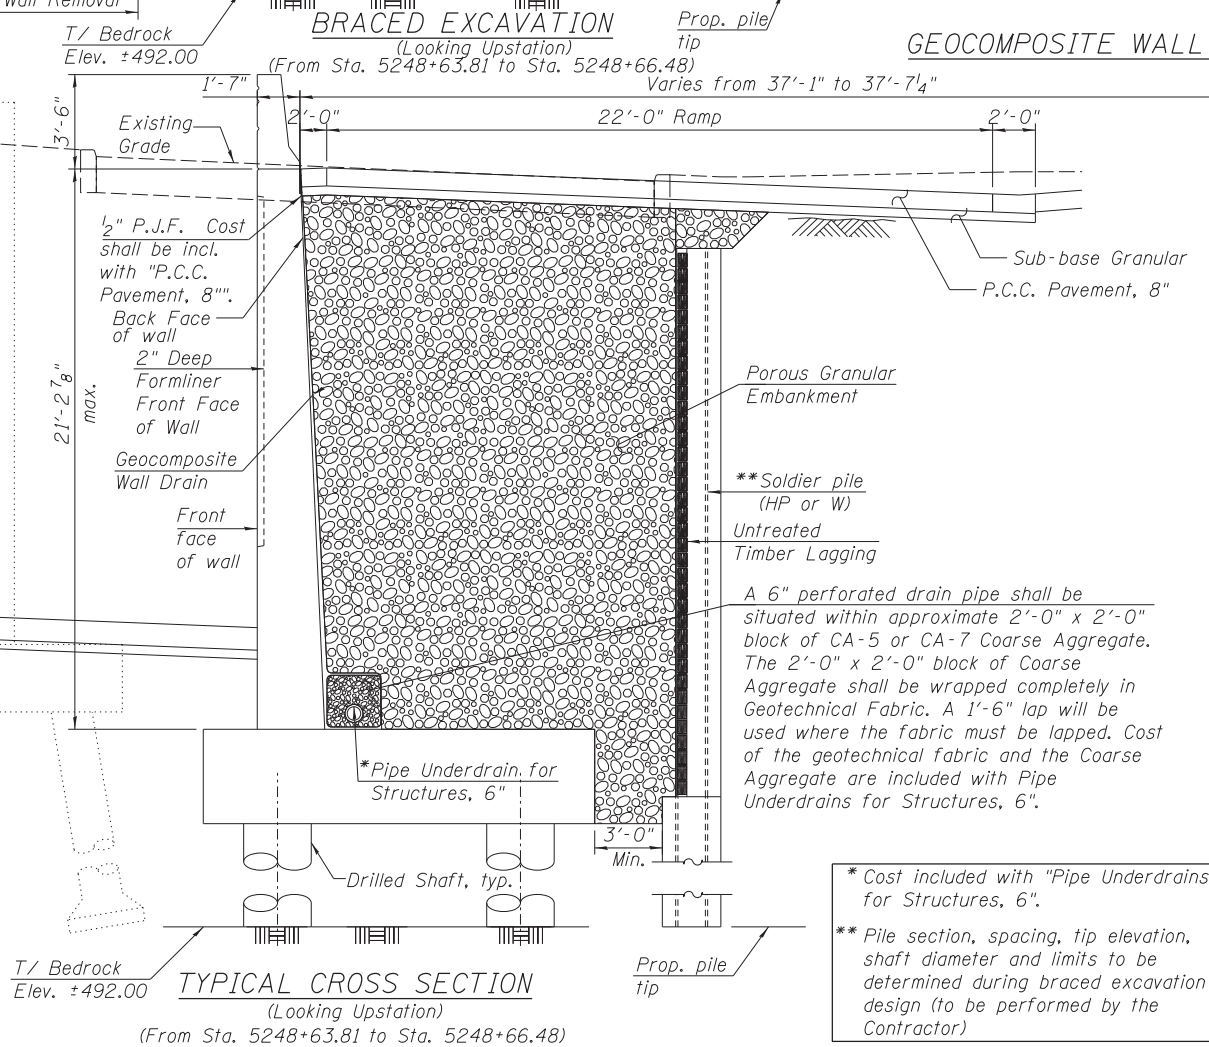 Wall Removal
T/ Bedrock
Elev. ±492.00
BRACED EXCAVATION
(Looking Upstation)
(From Sta. 5248+63.81 to Sta. 5248+66.48)
Prop. pile
tip
GEOCOMPOSITE WALL
1'-7"
Varies from 37'-1" to 37'-7¼"
3'-6"
2'-0"
22'-0" Ramp
2'-0"
Existing
Grade
½" P.J.F. Cost
shall be incl.
with "P.C.C.
Pavement, 8"".
Back Face
of wall
2" Deep
Formliner
Front Face
of Wall
21'-2⅞"
max.
Geocomposite
Wall Drain
Front
face
of wall
Sub-base Granular
P.C.C. Pavement, 8"
Porous Granular
Embankment
**Soldier pile
(HP or W)
Untreated
Timber Lagging
A 6" perforated drain pipe shall be
situated within approximate 2'-0" x 2'-0"
block of CA-5 or CA-7 Coarse Aggregate.
The 2'-0" x 2'-0" block of Coarse
Aggregate shall be wrapped completely in
Geotechnical Fabric. A 1'-6" lap will be
used where the fabric must be lapped. Cost
of the geotechnical fabric and the Coarse
Aggregate are included with Pipe
Underdrains for Structures, 6".
*Pipe Underdrain for
Structures, 6"
3'-0"
Min.
Drilled Shaft, typ.
T/ Bedrock
Elev. ±492.00
Prop. pile
tip
TYPICAL CROSS SECTION
(Looking Upstation)
(From Sta. 5248+63.81 to Sta. 5248+66.48)
* Cost included with "Pipe Underdrains
for Structures, 6".
** Pile section, spacing, tip elevation,
shaft diameter and limits to be
determined during braced excavation
design (to be performed by the
Contractor)